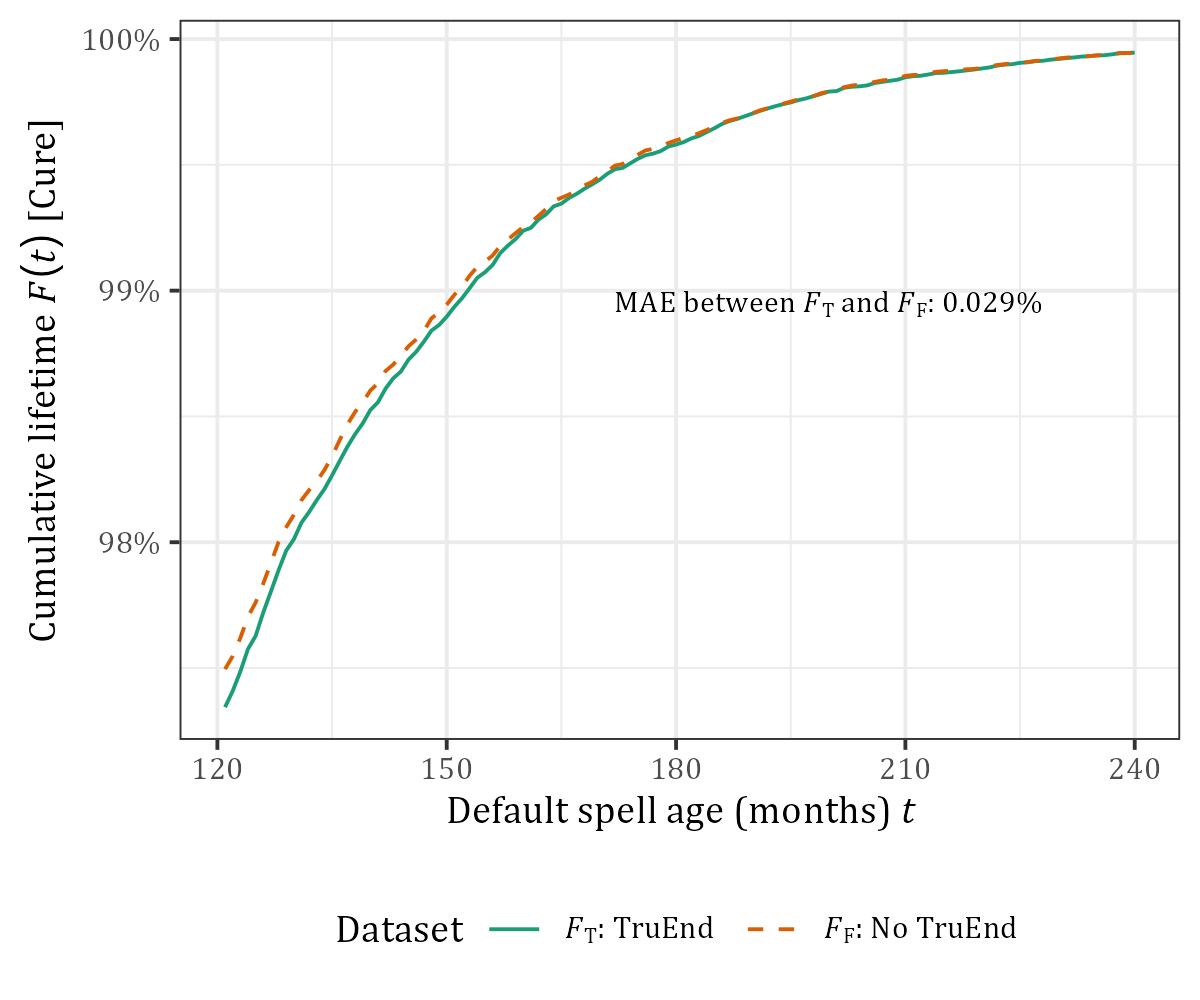 Cumulative lifetime F(t) [Cure]
100%
99%
98%
MAE between F_T and F_F: 0.029%
120 150 180 210 240
Default spell age (months) t
Dataset F_T: TruEnd F_F: No TruEnd